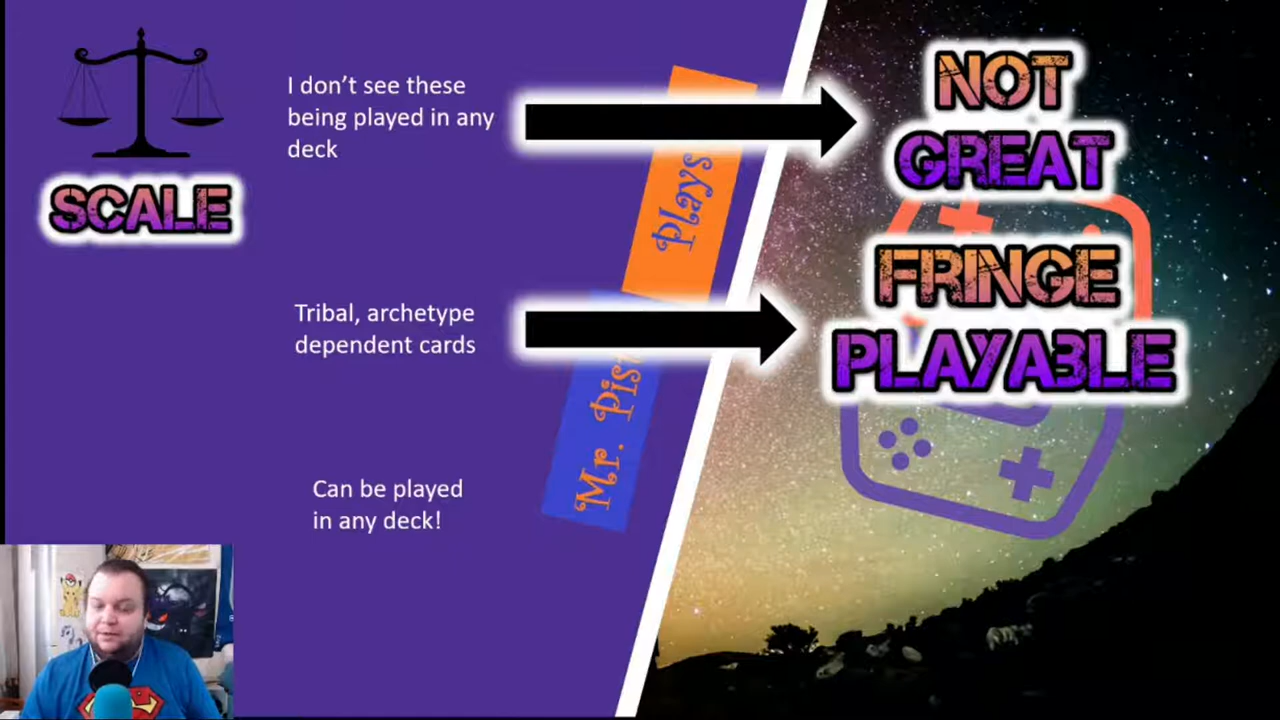 SCALE
I don't see these
being played in any
deck
NOT
GREAT
Tribal, archetype
dependent cards
FRINGE
PLAYABLE
Can be played
in any deck!
Plays
Mr.